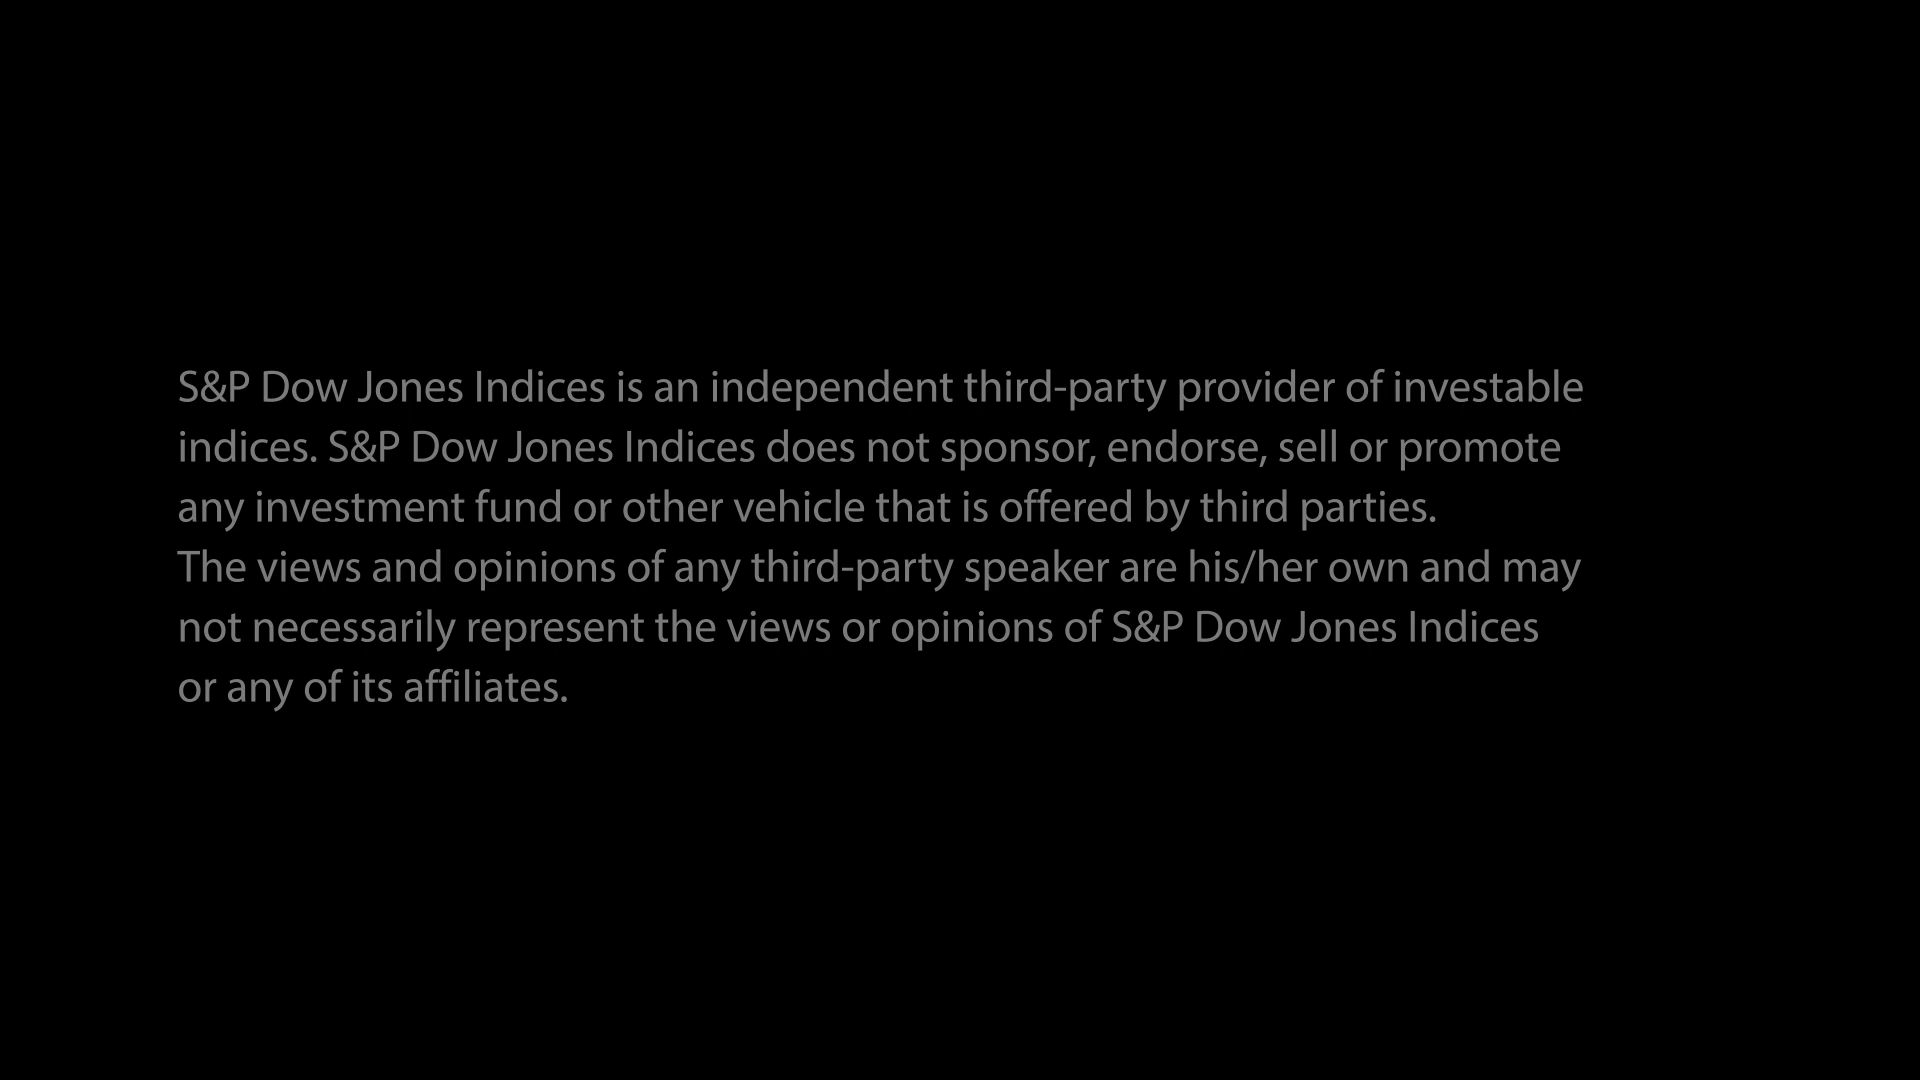 S&P Dow Jones Indices is an independent third-party provider of investable
indices. S&P Dow Jones Indices does not sponsor, endorse, sell or promote
any investment fund or other vehicle that is offered by third parties.
The views and opinions of any third-party speaker are his/her own and may
not necessarily represent the views or opinions of S&P Dow Jones Indices
or any of its affiliates.